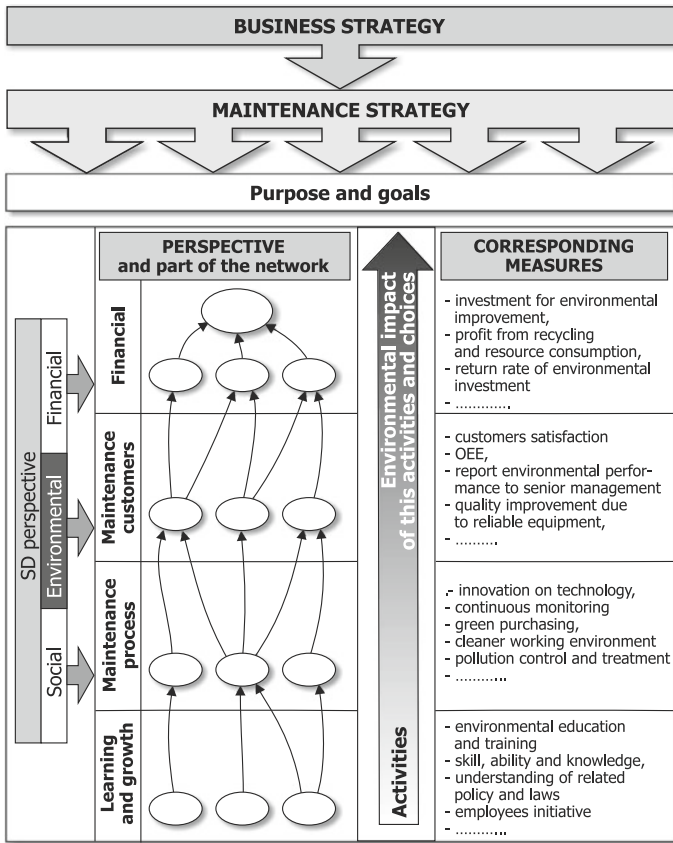 BUSINESS STRATEGY
MAINTENANCE STRATEGY
Purpose and goals
PERSPECTIVE
and part of the network
CORRESPONDING
MEASURES
SD perspective
Financial
Environmental
Social
Financial
Maintenance
customers
Maintenance
process
Learning
and growth
Environmental impact
of this activities and choices
Activities
- investment for environmental
improvement,
- profit from recycling
and resource consumption,
- return rate of environmental
investment
- ............
- customers satisfaction
- OEE,
- report environmental perfor-
mance to senior management
- quality improvement due
to reliable equipment,
- ..........
.- innovation on technology,
- continuous monitoring
- green purchasing,
- cleaner working environment
- pollution control and treatment
- ............
- environmental education
and training
- skill, ability and knowledge,
- understanding of related
policy and laws
- employees initiative
- ............